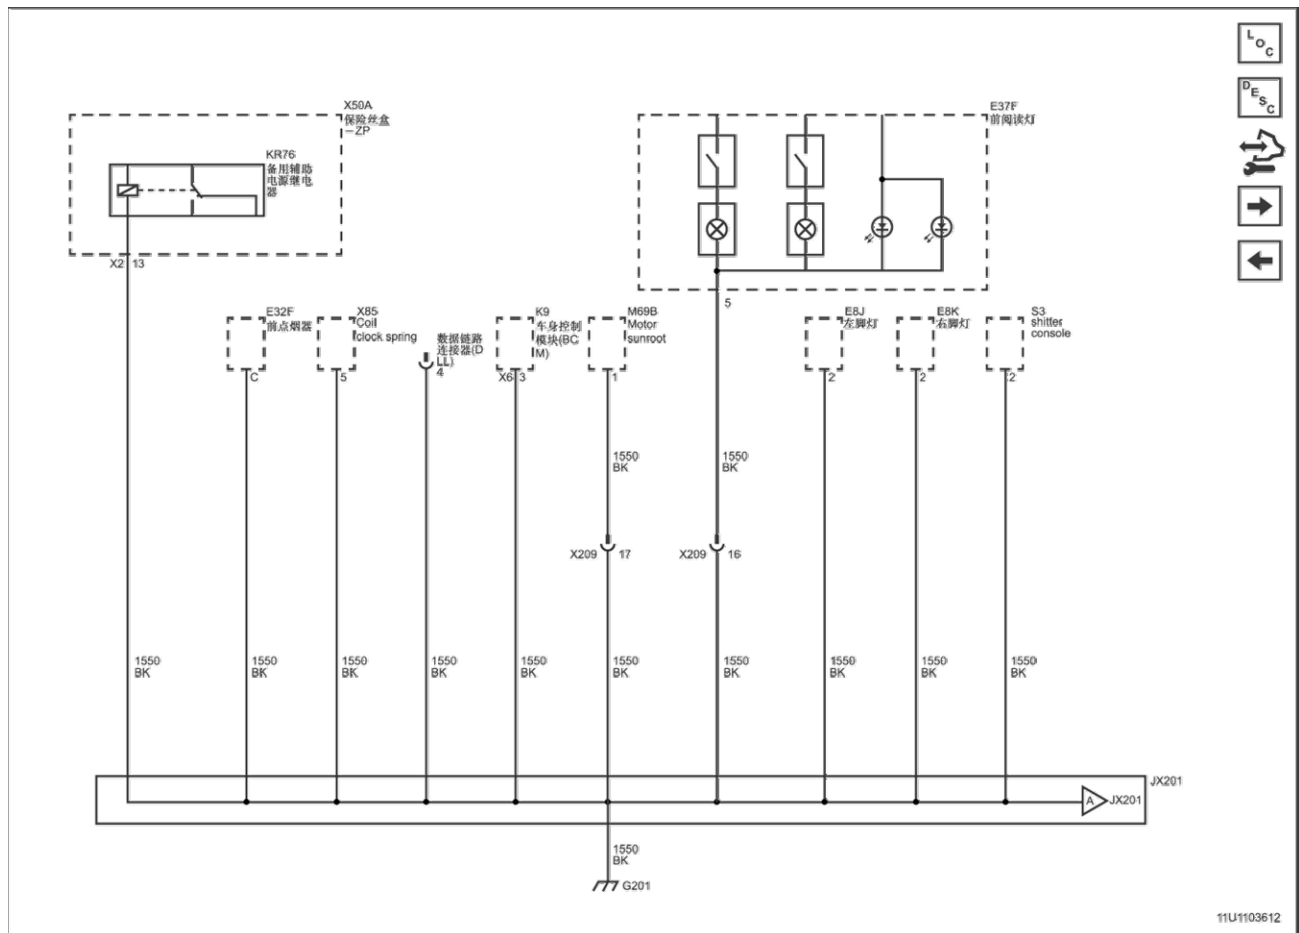 LOC
DESC
X50A
保险丝盒
－ZP
KR76
备用辅助
电源继电
器
X2 13
E37F
前阅读灯
5
E32F
前点烟器
C
X85
Coil
clock spring
5
数据链路
连接器(D
LL)
4
K9
车身控制
模块(BC
M)
X6 3
M69B
Motor
sunroot
1
E8J
左脚灯
2
E8K
右脚灯
2
S3
shitter
console
2
1550
BK
1550
BK
X209 17
X209 16
1550
BK
1550
BK
1550
BK
1550
BK
1550
BK
1550
BK
1550
BK
1550
BK
1550
BK
1550
BK
JX201
A JX201
1550
BK
G201
11U1103612